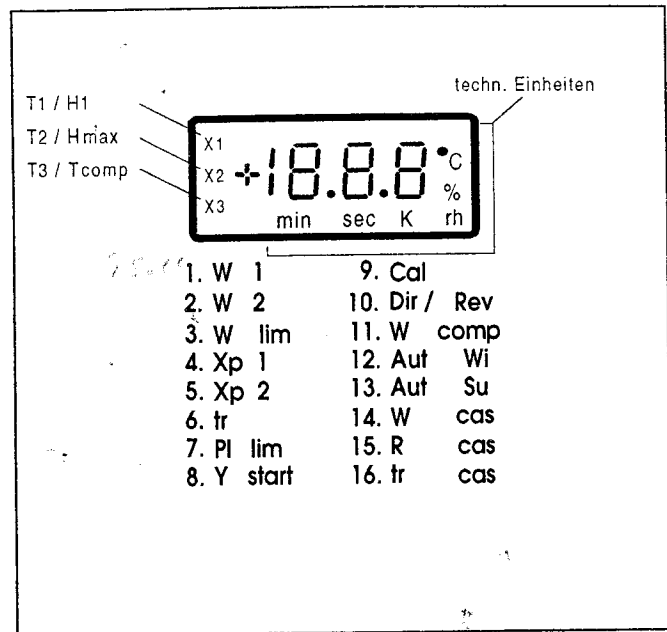 techn. Einheiten
T1 / H1
T2 / Hmax
T3 / Tcomp
X1
X2
X3
+18.8.8 °C
%
min sec K rh
1. W 1
2. W 2
3. W lim
4. Xp 1
5. Xp 2
6. tr
7. PI lim
8. Y start
9. Cal
10. Dir / Rev
11. W comp
12. Aut Wi
13. Aut Su
14. W cas
15. R cas
16. tr cas